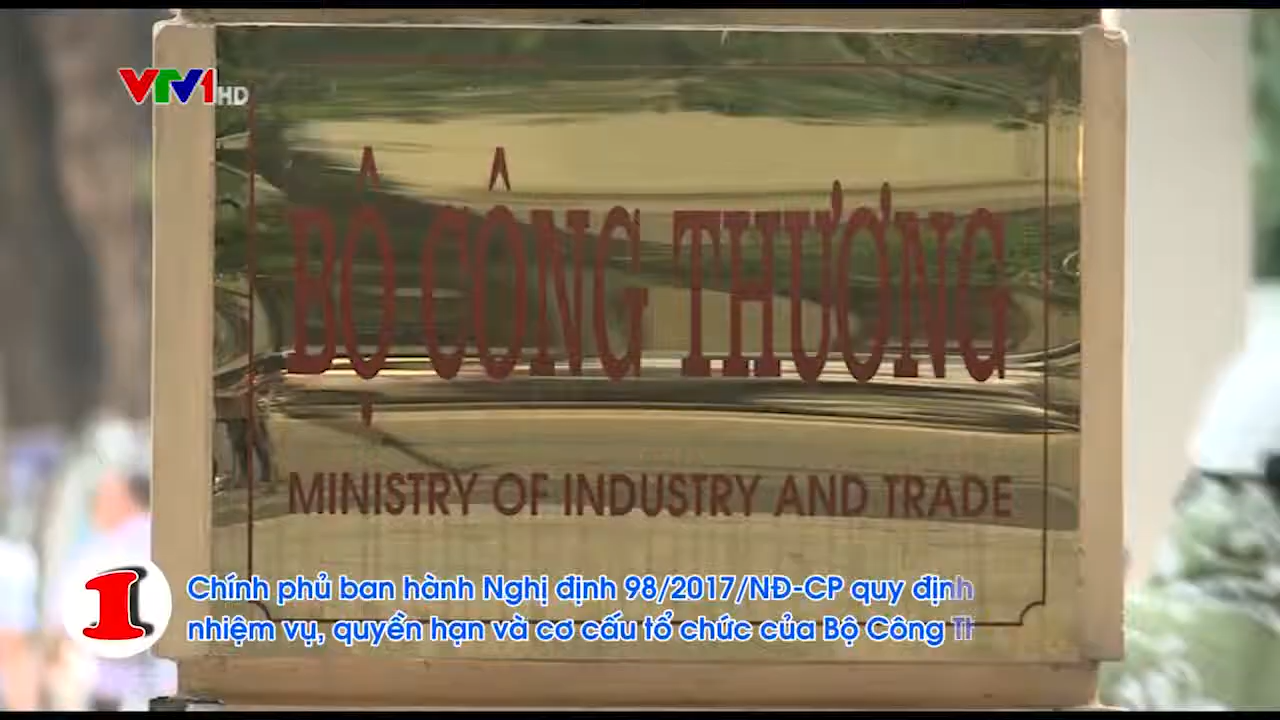 VTV1 HD
BỘ CÔNG THƯƠNG
MINISTRY OF INDUSTRY AND TRADE
1
Chính phủ ban hành Nghị định 98/2017/NĐ-CP quy định
nhiệm vụ, quyền hạn và cơ cấu tổ chức của Bộ Công